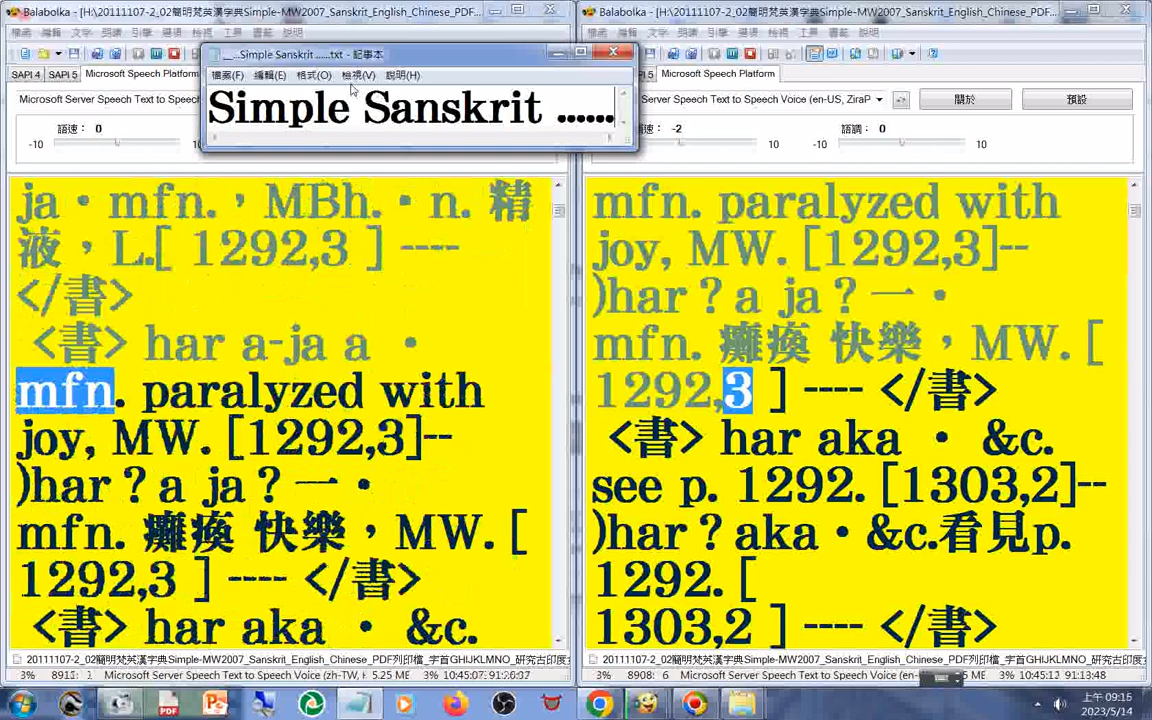 Balabolka - [H:\20111107-2_02簡明梵英漢字典Simple-MW2007_Sanskrit_English_Chinese_PDF...
Balabolka - [H:\20111107-2_02簡明梵英漢字典Simple-MW2007_Sanskrit_English_Chinese_PDF...
__...Simple Sanskrit ......txt - 記事本
檔案(F) 編輯(E) 格式(O) 檢視(V) 說明(H)
Simple Sanskrit ......
SAPI 4 SAPI 5 Microsoft Speech Platform
Microsoft Server Speech Text to Speech
語速： 0
-10
10
Microsoft Speech Platform
Server Speech Text to Speech Voice (en-US, ZiraP
關於
預設
語速： -2
語調： 0
10 -10 10
ja・mfn.，MBh.・n. 精
液，L.[ 1292,3 ] ----
</書>
<書> har a-ja a ・
mfn. paralyzed with
joy, MW. [1292,3]--
)har？a ja？一・
mfn. 癱瘓 快樂，MW. [
1292,3 ] ---- </書>
<書> har aka ・ &c.
mfn. paralyzed with
joy, MW. [1292,3]--
)har？a ja？一・
mfn. 癱瘓 快樂，MW. [
1292,3 ] ---- </書>
<書> har aka ・ &c.
see p. 1292. [1303,2]--
)har？aka・&c.看見p.
1292. [
1303,2 ] ---- </書>
20111107-2_02簡明梵英漢字典Simple-MW2007_Sanskrit_English_Chinese_PDF列印檔_字首GHIJKLMNO_研究古印度
3% Microsoft Server Speech Text to Speech Voice (zh-TW, H 5.25 ME
20111107-2_02簡明梵英漢字典Simple-MW2007_Sanskrit_English_Chinese_PDF列印檔_字首GHIJKLMNO_研究古印度
3% 8908: 6 Microsoft Server Speech Text to Speech Voice (en-US, 5.25 ME 91:13:48
上午 09:16
2023/5/14